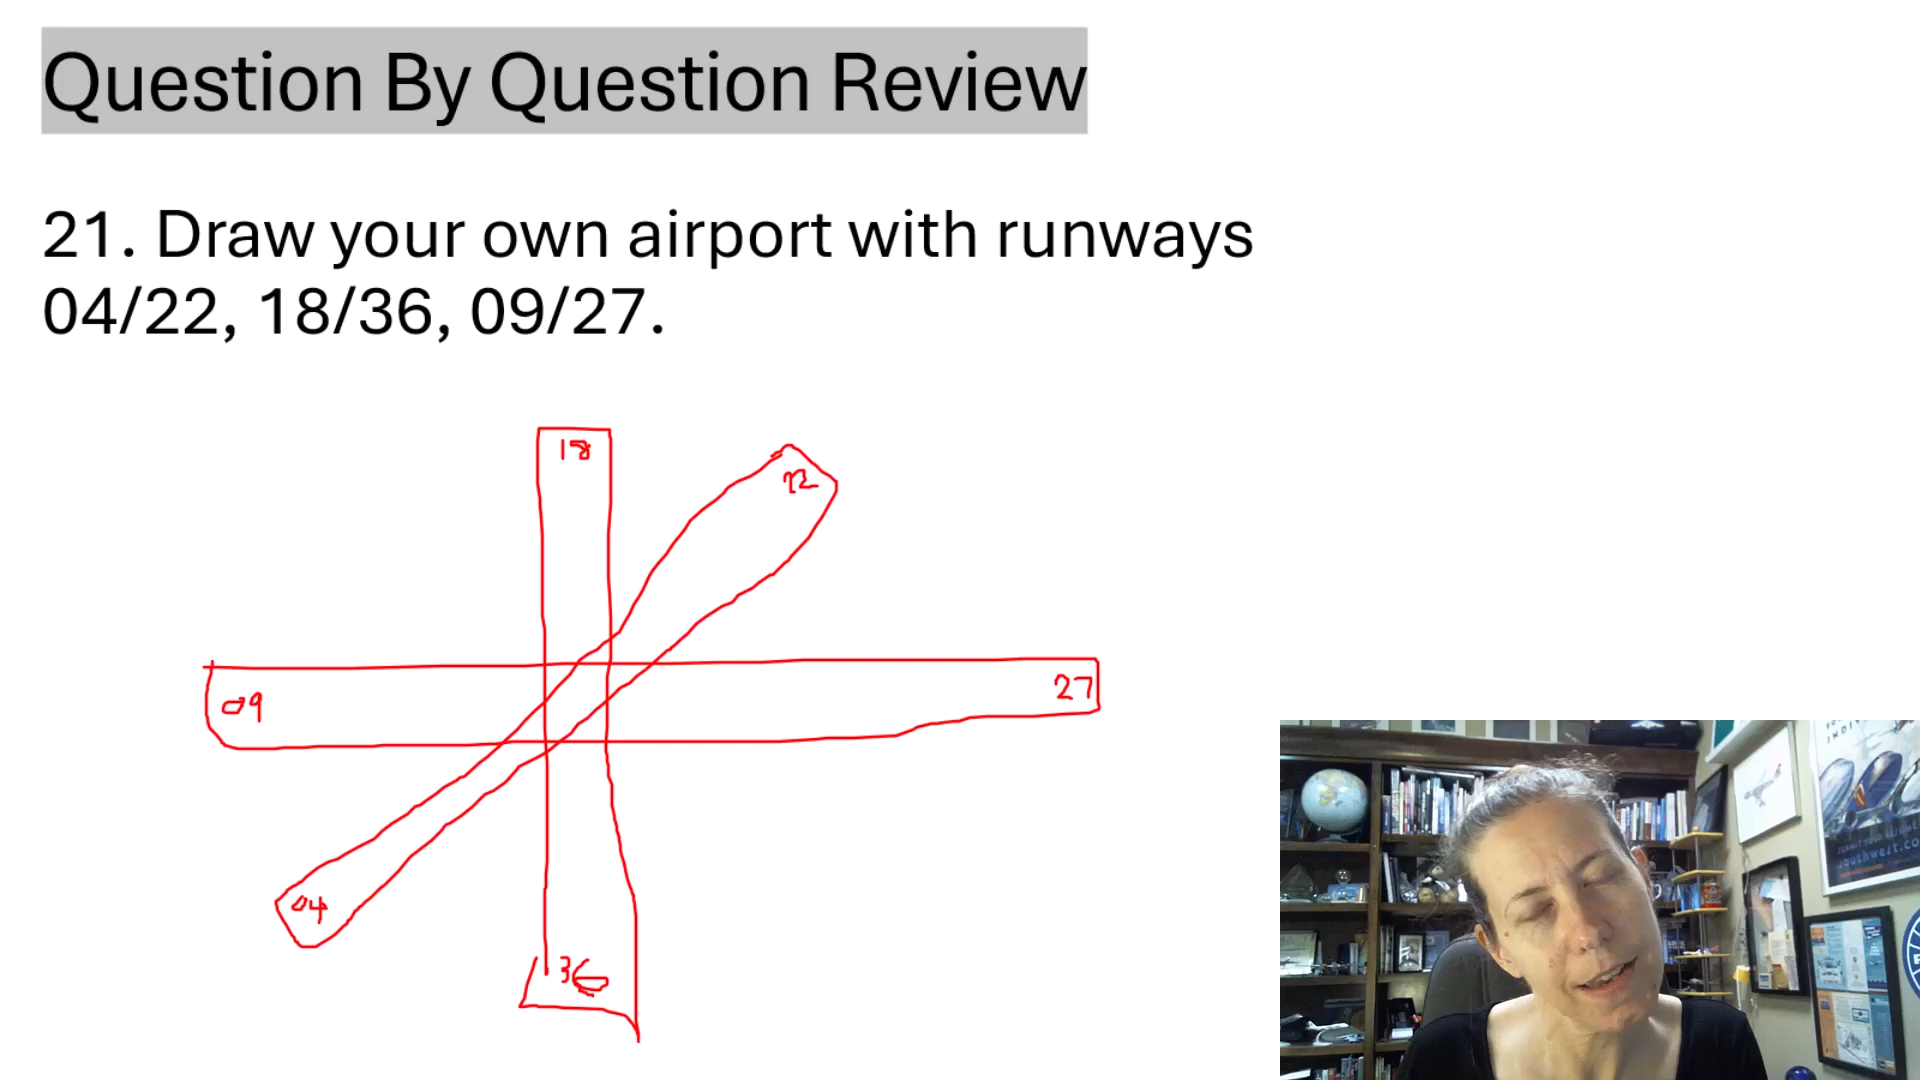 Question By Question Review
21. Draw your own airport with runways
04/22, 18/36, 09/27.
18
22
09
27
04
36